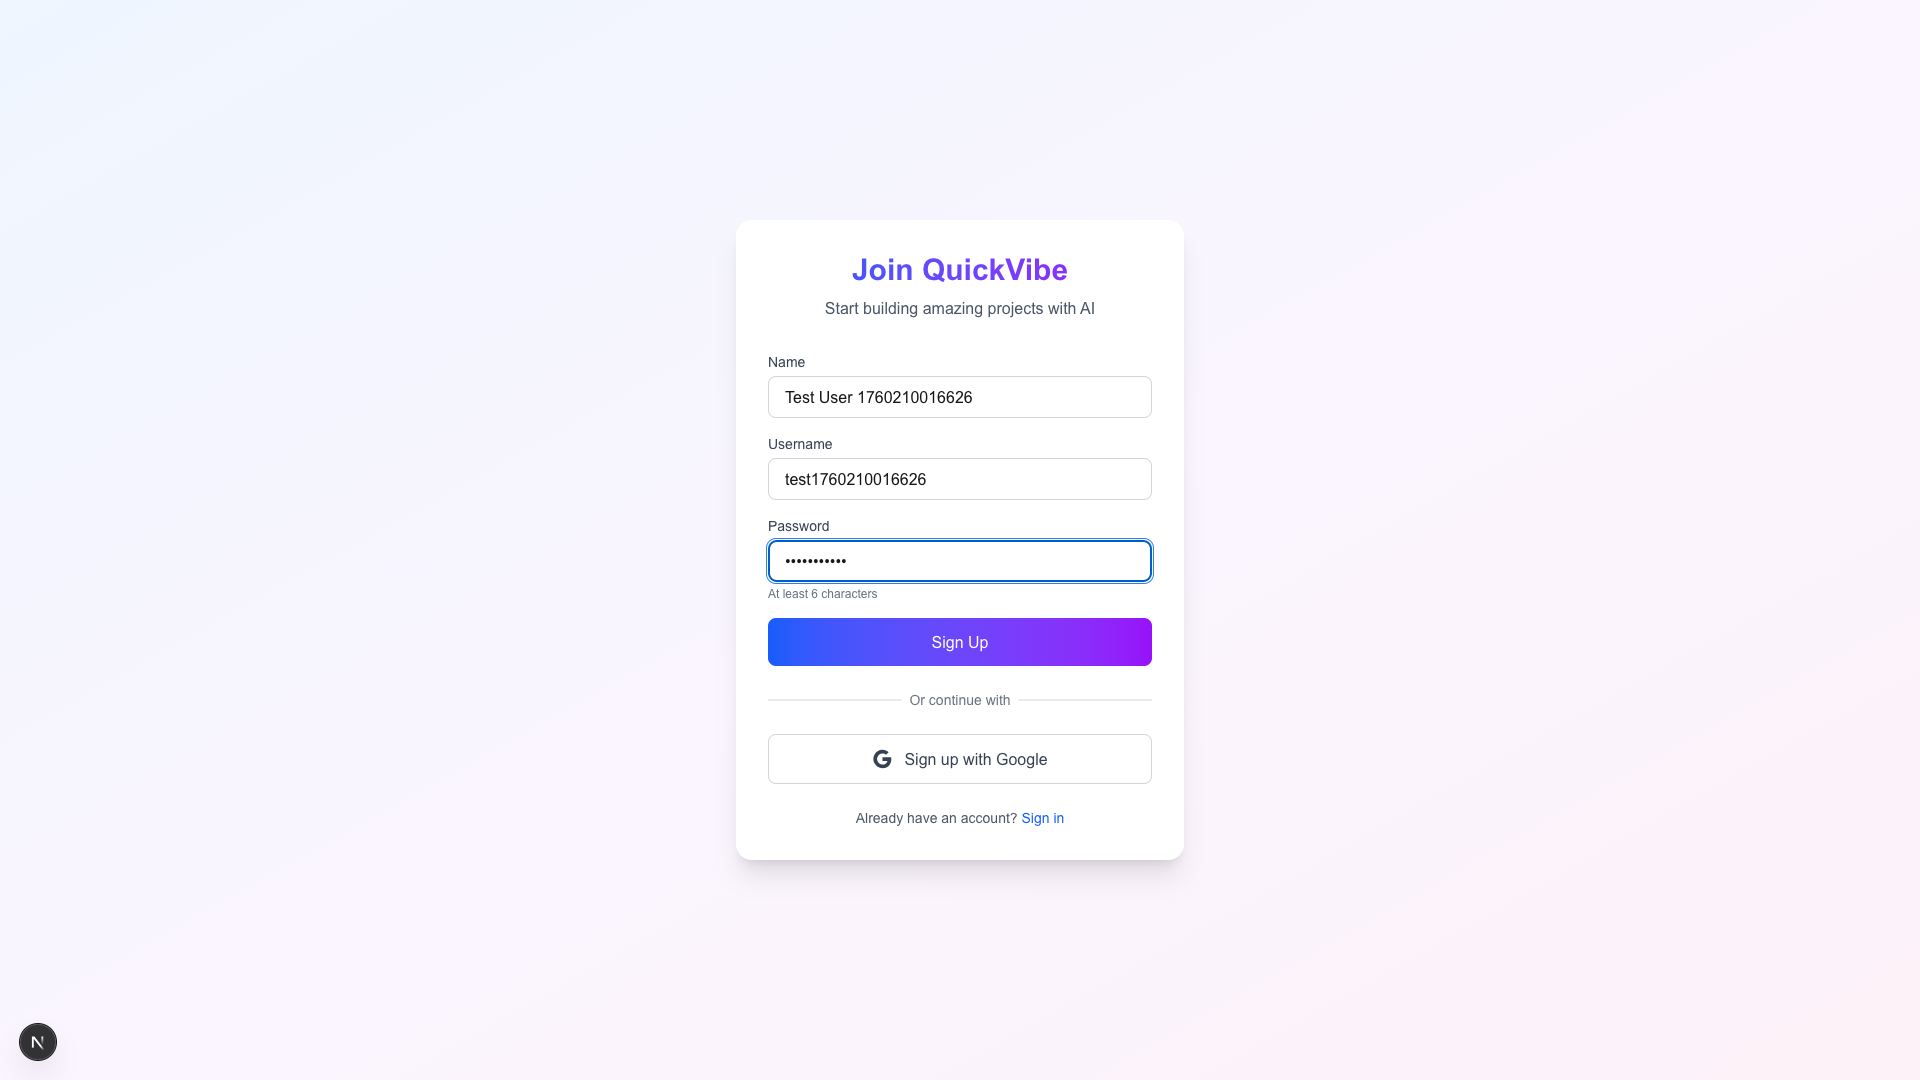 Join QuickVibe
Start building amazing projects with AI
Name
Test User 1760210016626
Username
test1760210016626
Password
•••••••••••
At least 6 characters
Sign Up
Or continue with
G Sign up with Google
Already have an account? Sign in
N